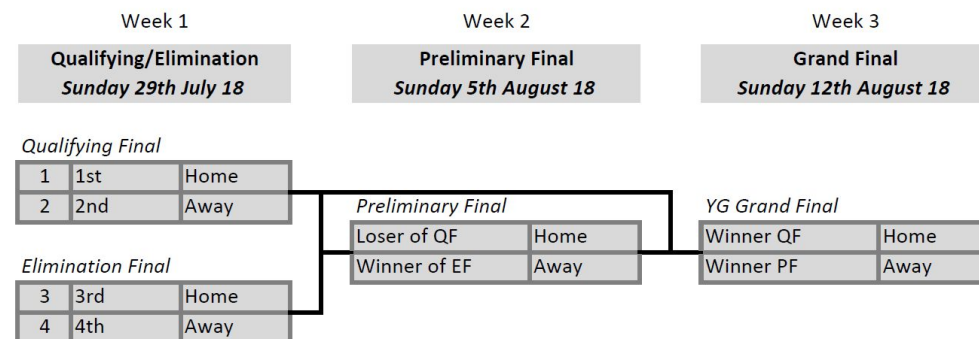 Week 1
Week 2
Week 3
Qualifying/Elimination
Sunday 29th July 18
Preliminary Final
Sunday 5th August 18
Grand Final
Sunday 12th August 18
Qualifying Final
1 1st Home
2 2nd Away
Preliminary Final
Loser of QF Home
Winner of EF Away
YG Grand Final
Winner QF Home
Winner PF Away
Elimination Final
3 3rd Home
4 4th Away